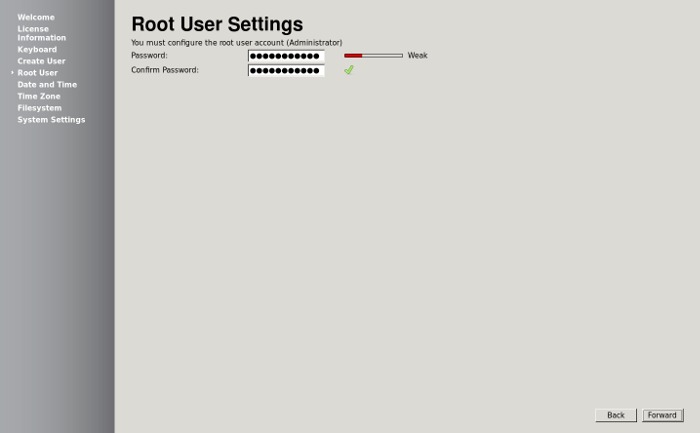 Welcome
License
Information
Keyboard
Create User
Root User
Date and Time
Time Zone
Filesystem
System Settings
Root User Settings
You must configure the root user account (Administrator)
Password: ●●●●●●●●●●●● Weak
Confirm Password: ●●●●●●●●●●●●
Back Forward